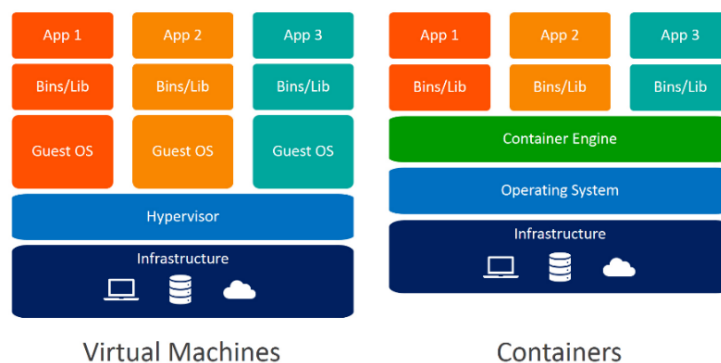 App 1
App 2
App 3
Bins/Lib
Bins/Lib
Bins/Lib
Guest OS
Guest OS
Guest OS
Hypervisor
Infrastructure
Virtual Machines
App 1
App 2
App 3
Bins/Lib
Bins/Lib
Bins/Lib
Container Engine
Operating System
Infrastructure
Containers